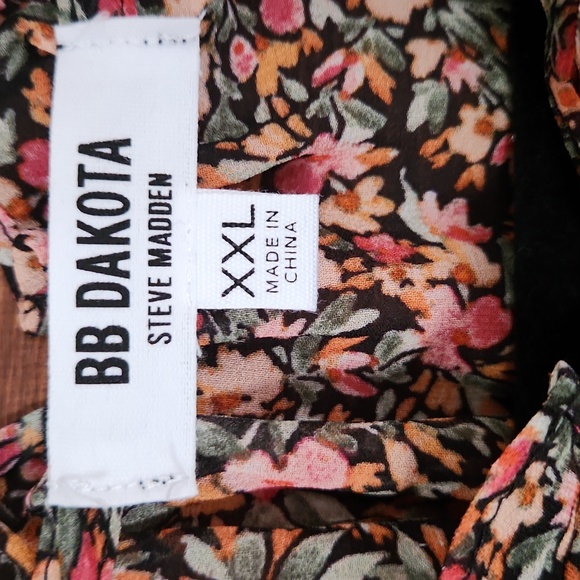 BB DAKOTA
STEVE MADDEN
XXL
MADE IN
CHINA